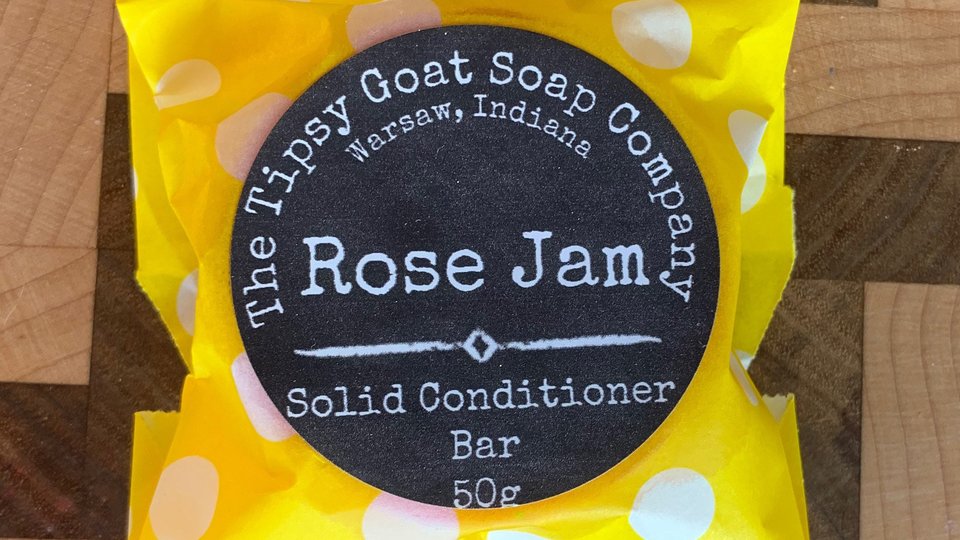 The Tipsy Goat Soap Company
Warsaw, Indiana
Rose Jam
Solid Conditioner
Bar
50g